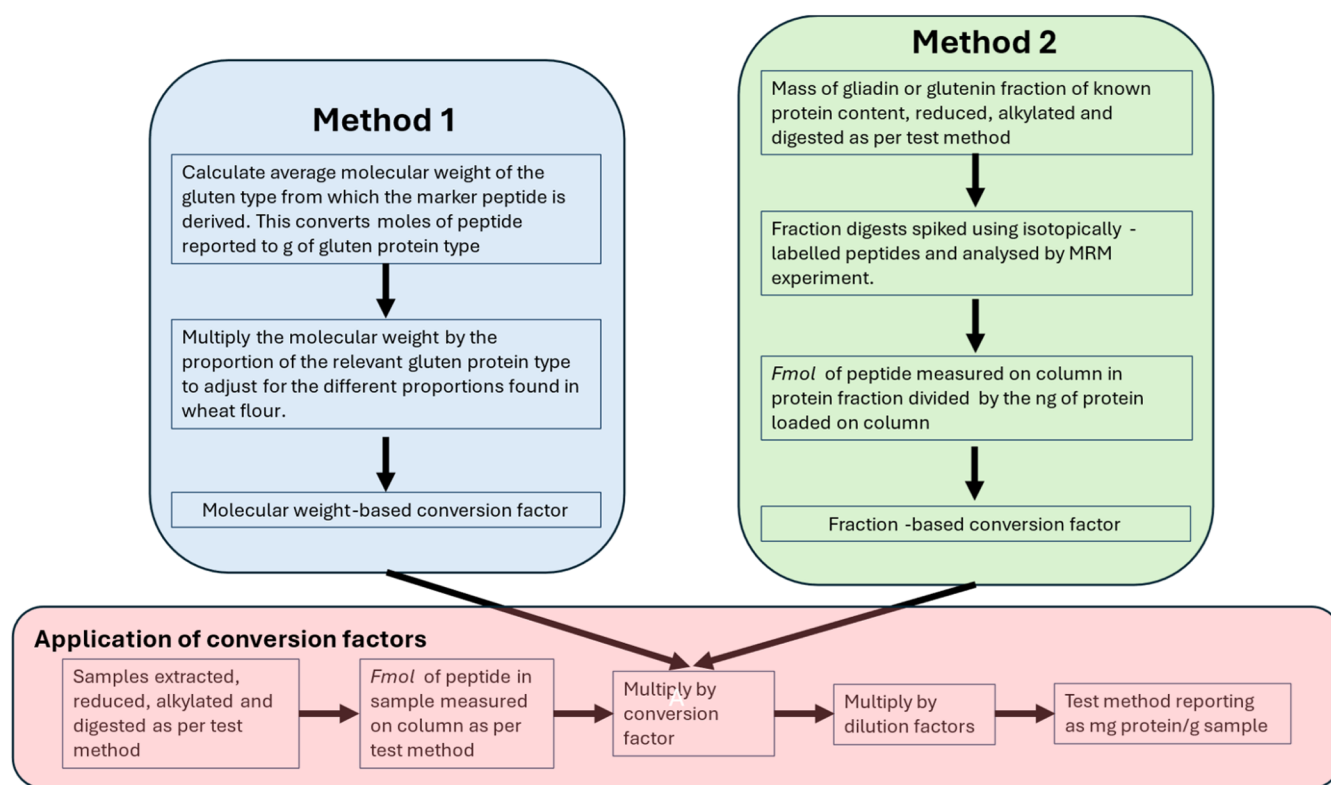 Method 1
Calculate average molecular weight of the
gluten type from which the marker peptide is
derived. This converts moles of peptide
reported to g of gluten protein type
Multiply the molecular weight by the
proportion of the relevant gluten protein type
to adjust for the different proportions found in
wheat flour.
Molecular weight-based conversion factor
Method 2
Mass of gliadin or glutenin fraction of known
protein content, reduced, alkylated and
digested as per test method
Fraction digests spiked using isotopically -
labelled peptides and analysed by MRM
experiment.
Fmol of peptide measured on column in
protein fraction divided by the ng of protein
loaded on column
Fraction -based conversion factor
Application of conversion factors
Samples extracted,
reduced, alkylated and
digested as per test
method
Fmol of peptide in
sample measured
on column as per
test method
Multiply by
conversion
factor
A
Multiply by
dilution factors
Test method reporting
as mg protein/g sample